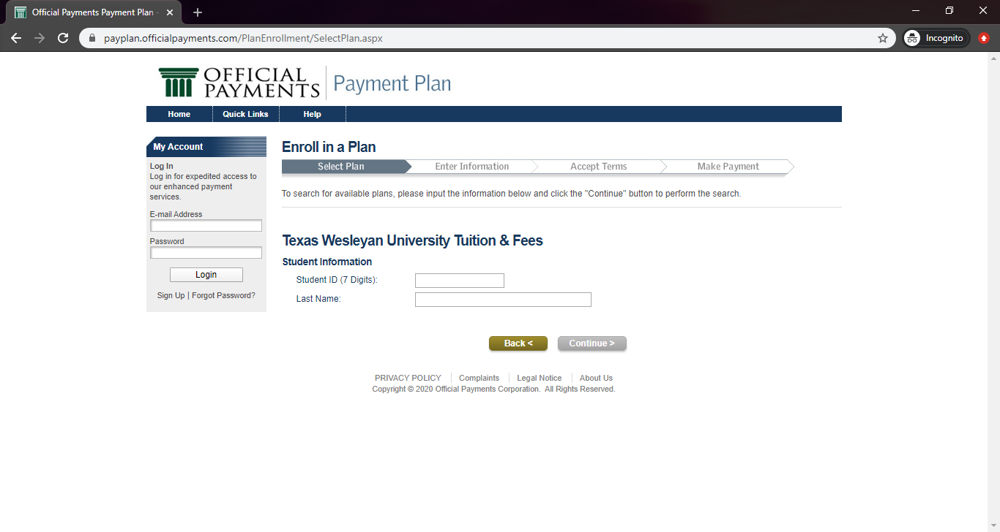 Official Payments Payment Plan -
payplan.officialpayments.com/PlanEnrollment/SelectPlan.aspx
Incognito
OFFICIAL
PAYMENTS
Payment Plan
Home Quick Links Help
My Account
Log In
Log in for expedited access to
our enhanced payment
services.
E-mail Address
Password
Login
Sign Up | Forgot Password?
Enroll in a Plan
Select Plan Enter Information Accept Terms Make Payment
To search for available plans, please input the information below and click the "Continue" button to perform the search.
Texas Wesleyan University Tuition & Fees
Student Information
Student ID (7 Digits):
Last Name:
Back < Continue >
PRIVACY POLICY Complaints Legal Notice About Us
Copyright © 2020 Official Payments Corporation. All Rights Reserved.